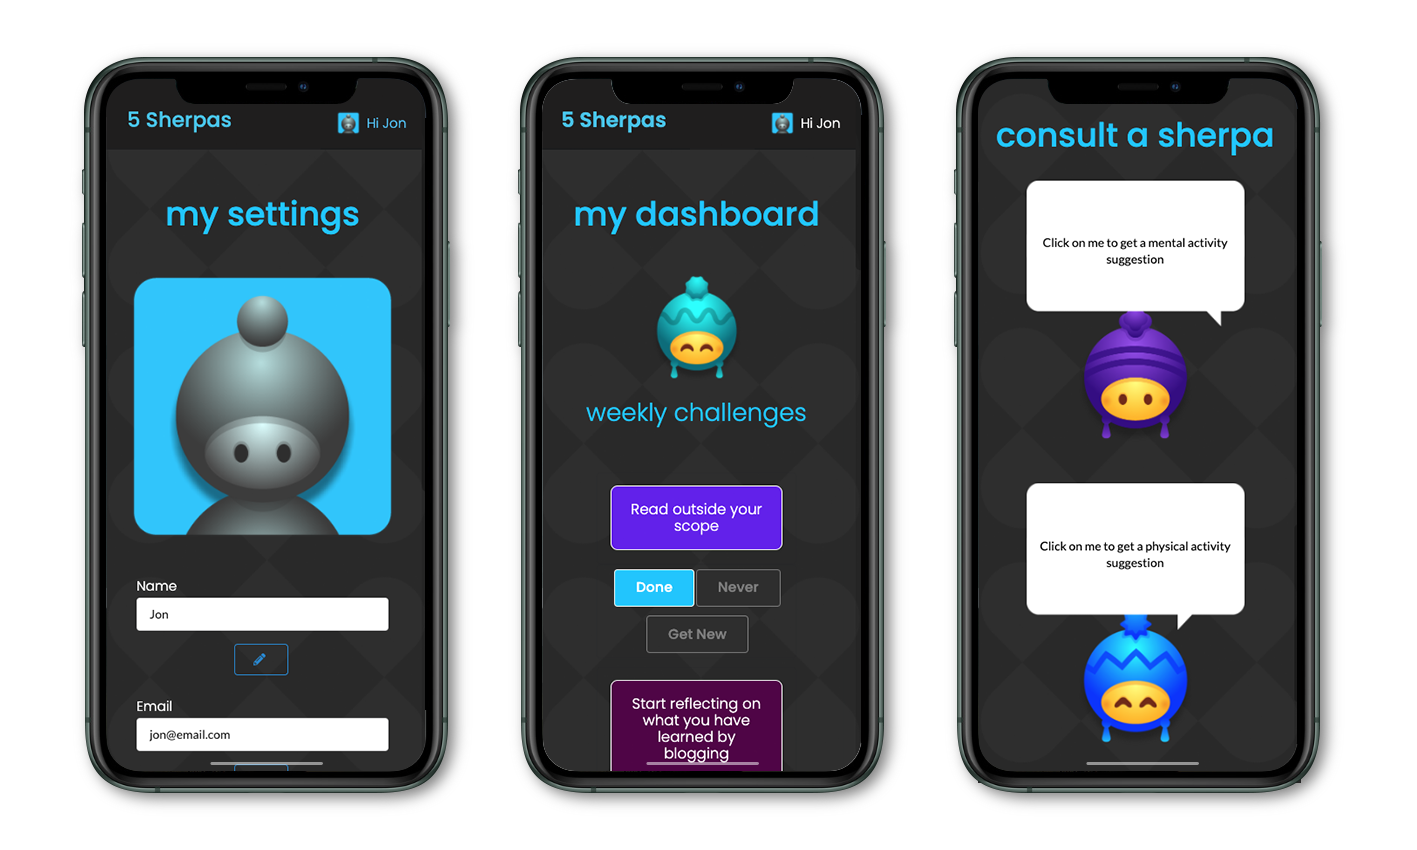 5 Sherpas
Hi Jon
my settings
Name
Jon
Email
jon@email.com
5 Sherpas
Hi Jon
my dashboard
weekly challenges
Read outside your
scope
Done
Never
Get New
Start reflecting on
what you have
learned by
blogging
consult a sherpa
Click on me to get a mental activity
suggestion
Click on me to get a physical activity
suggestion